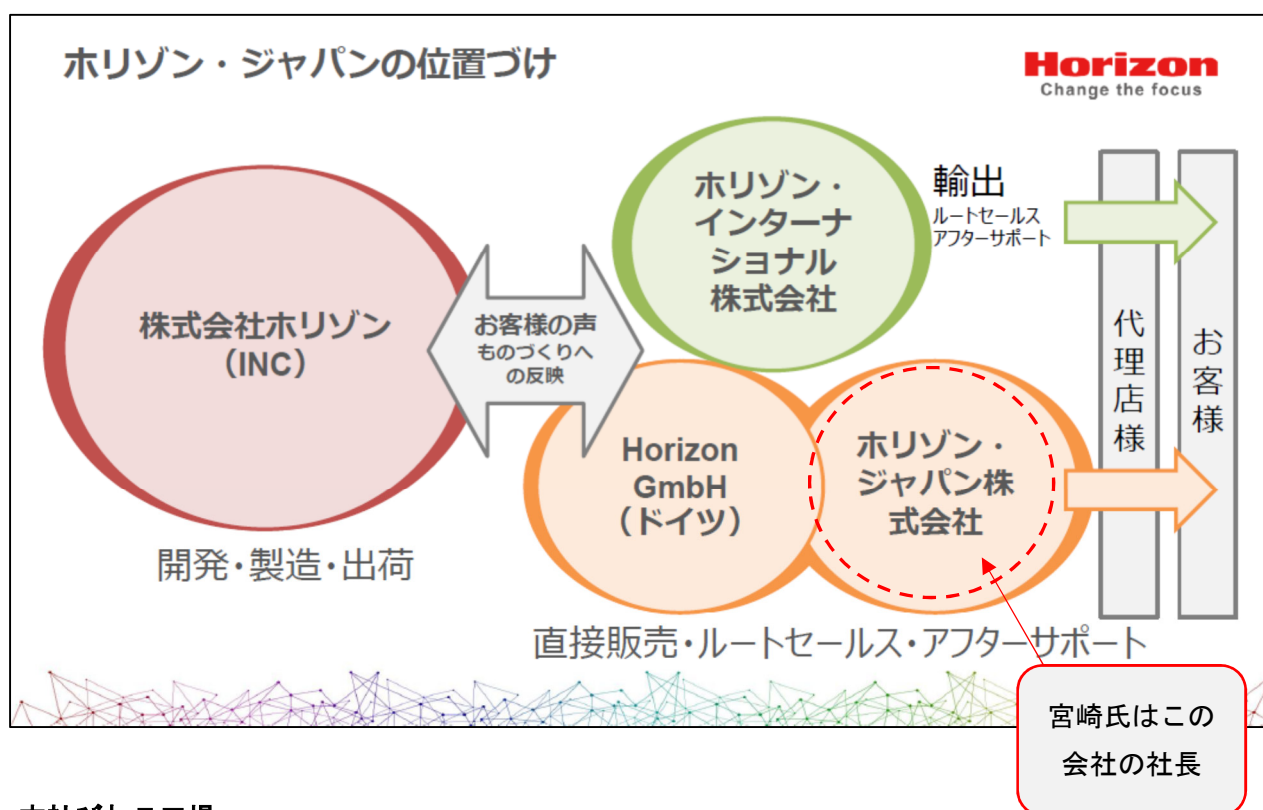 ホリゾン・ジャパンの位置づけ
Horizon
Change the focus
株式会社ホリゾン
（INC）
開発・製造・出荷
お客様の声
ものづくりへ
の反映
ホリゾン・
インターナ
ショナル
株式会社
輸出
ルートセールス
アフターサポート
Horizon
GmbH
（ドイツ）
ホリゾン・
ジャパン株
式会社
直接販売・ルートセールス・アフターサポート
代理店様
お客様
宮崎氏はこの
会社の社長